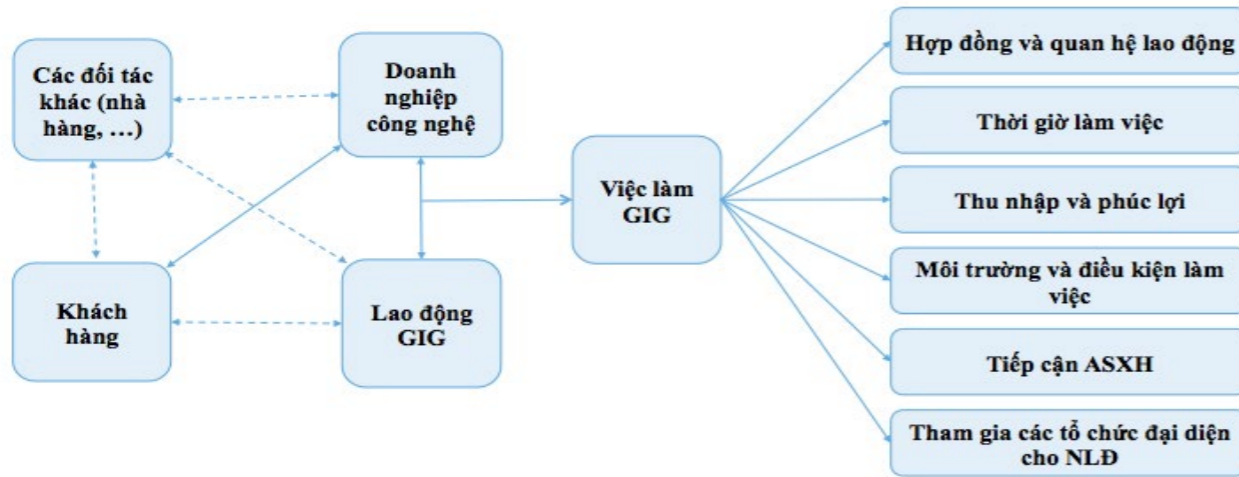 Các đối tác
khác (nhà
hàng, …)
Doanh
nghiệp
công nghệ
Khách
hàng
Lao động
GIG
Việc làm
GIG
Hợp đồng và quan hệ lao động
Thời giờ làm việc
Thu nhập và phúc lợi
Môi trường và điều kiện làm
việc
Tiếp cận ASXH
Tham gia các tổ chức đại diện
cho NLĐ